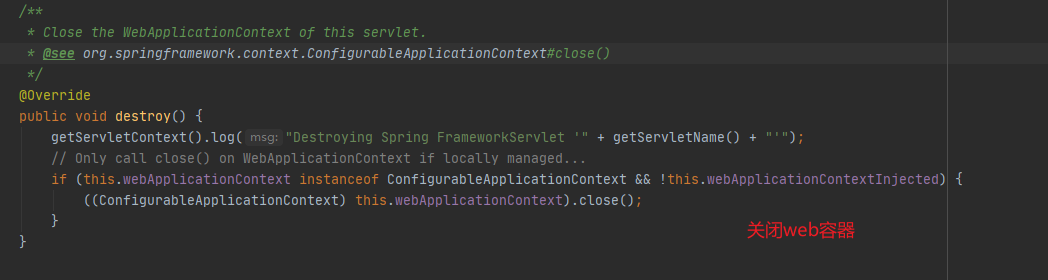 /**
 * Close the WebApplicationContext of this servlet.
 * @see org.springframework.context.ConfigurableApplicationContext#close()
 */
@Override
public void destroy() {
    getServletContext().log( msg: "Destroying Spring FrameworkServlet '" + getServletName() + "'");
    // Only call close() on WebApplicationContext if locally managed...
    if (this.webApplicationContext instanceof ConfigurableApplicationContext && !this.webApplicationContextInjected) {
        ((ConfigurableApplicationContext) this.webApplicationContext).close();
    }
关闭web容器
}